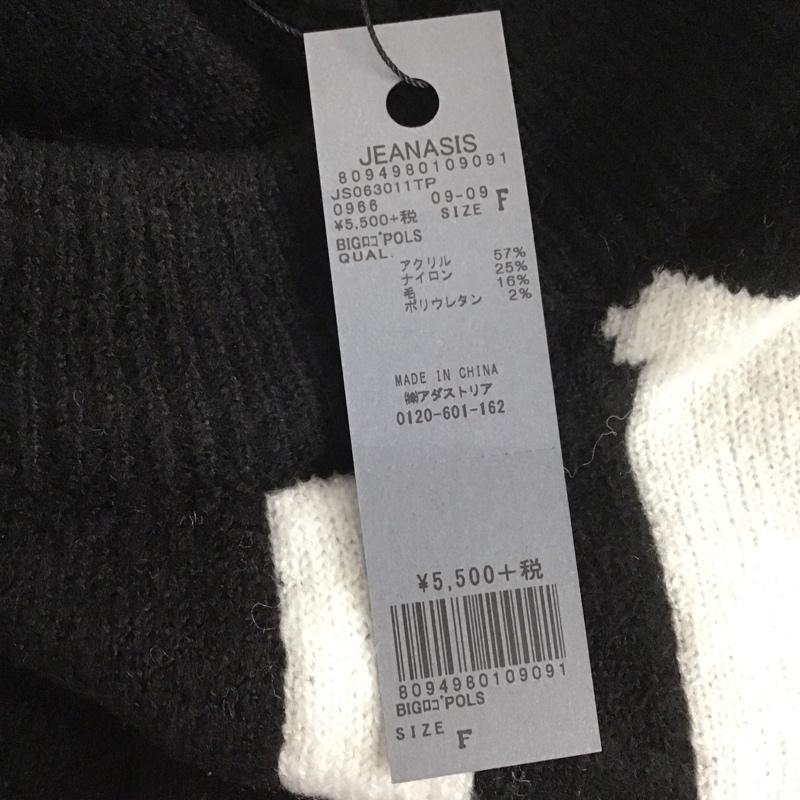 JEANASIS
8094980109091
JS063011TP
0966 09-09
¥5,500+税 SIZE F
BIGﾛｺﾞPOLS
QUAL.
アクリル 57%
ナイロン 25%
毛 16%
ポリウレタン 2%
MADE IN CHINA
㈱アダストリア
0120-601-162
¥5,500+税
8094980109091
BIGﾛｺﾞPOLS
SIZE F